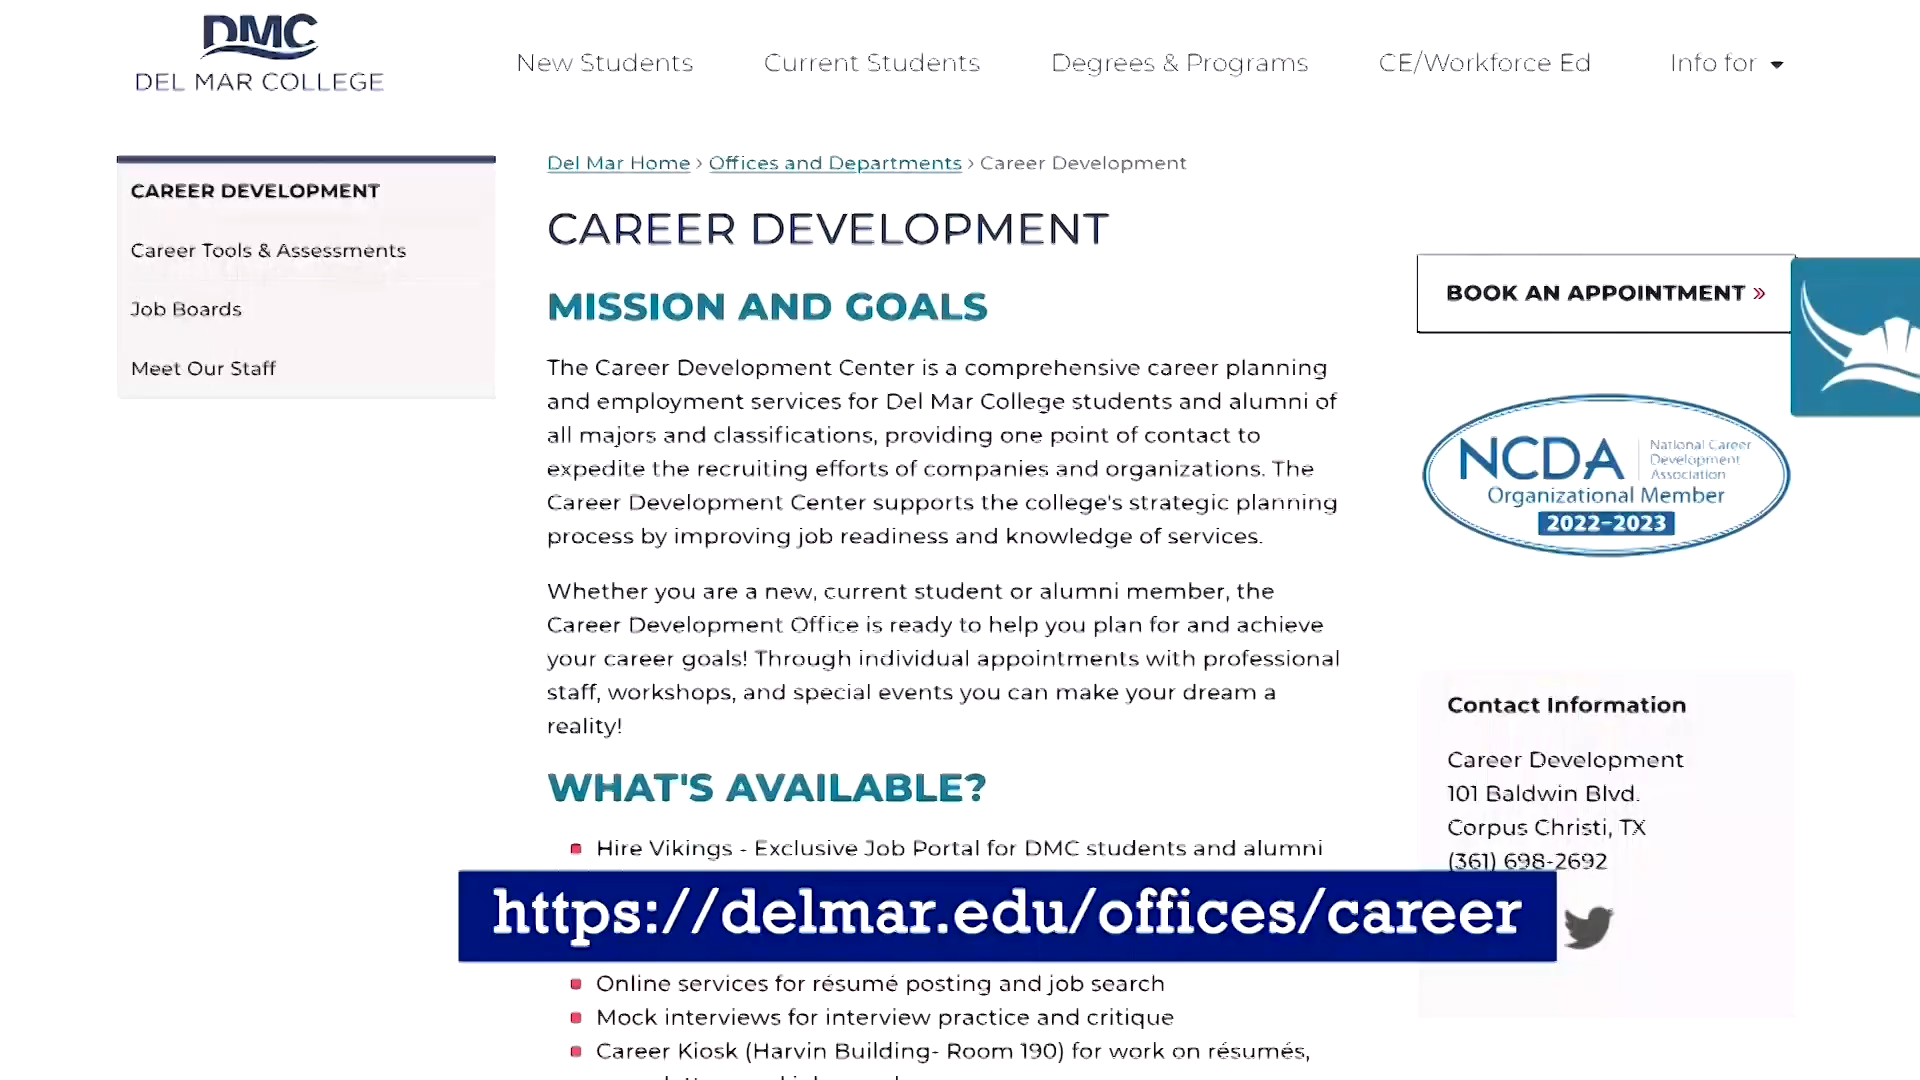 DMC
DEL MAR COLLEGE
New Students
Current Students
Degrees & Programs
CE/Workforce Ed
Info for
CAREER DEVELOPMENT
Career Tools & Assessments
Job Boards
Meet Our Staff
Del Mar Home › Offices and Departments › Career Development
CAREER DEVELOPMENT
MISSION AND GOALS
The Career Development Center is a comprehensive career planning
and employment services for Del Mar College students and alumni of
all majors and classifications, providing one point of contact to
expedite the recruiting efforts of companies and organizations. The
Career Development Center supports the college's strategic planning
process by improving job readiness and knowledge of services.
Whether you are a new, current student or alumni member, the
Career Development Office is ready to help you plan for and achieve
your career goals! Through individual appointments with professional
staff, workshops, and special events you can make your dream a
reality!
WHAT'S AVAILABLE?
Hire Vikings - Exclusive Job Portal for DMC students and alumni
https://delmar.edu/offices/career
Online services for résumé posting and job search
Mock interviews for interview practice and critique
Career Kiosk (Harvin Building- Room 190) for work on résumés,
BOOK AN APPOINTMENT »
NCDA
National Career
Development
Association
Organizational Member
2022-2023
Contact Information
Career Development
101 Baldwin Blvd.
Corpus Christi, TX
(361) 698-2692